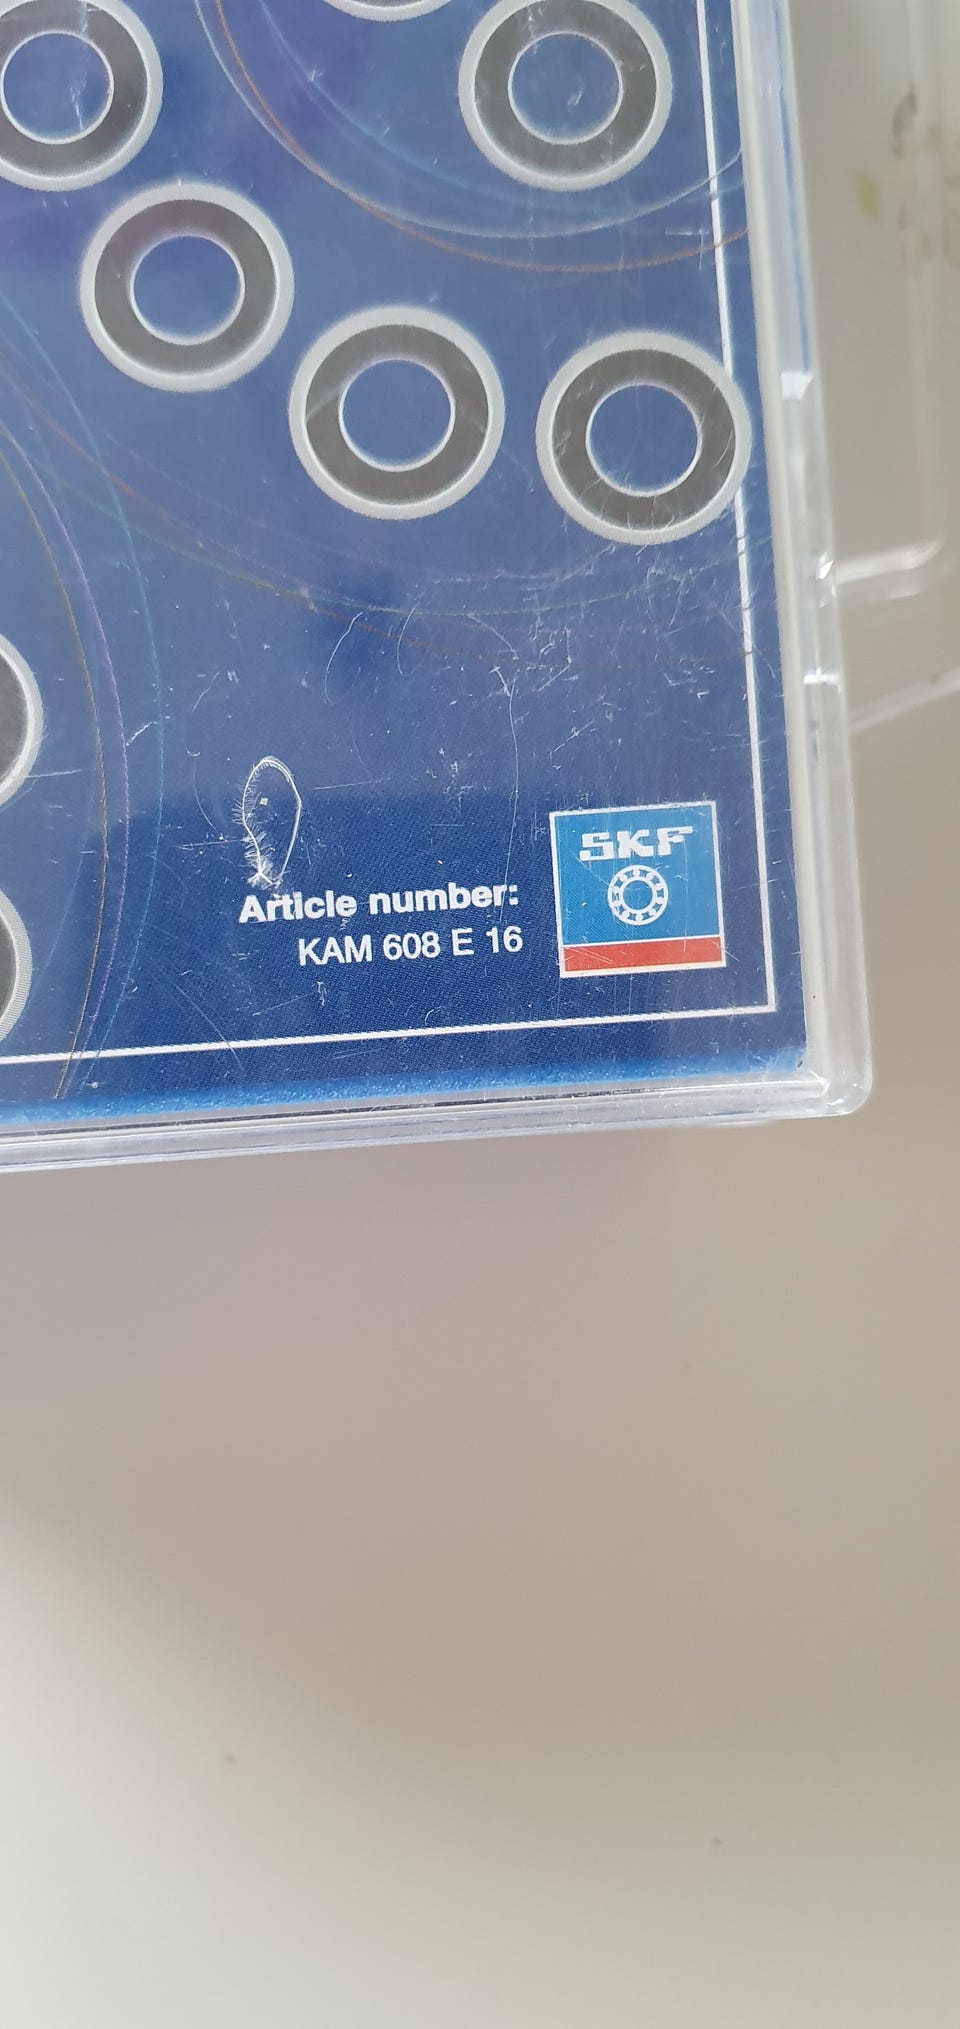 SKF
Article number:
KAM 608 E 16